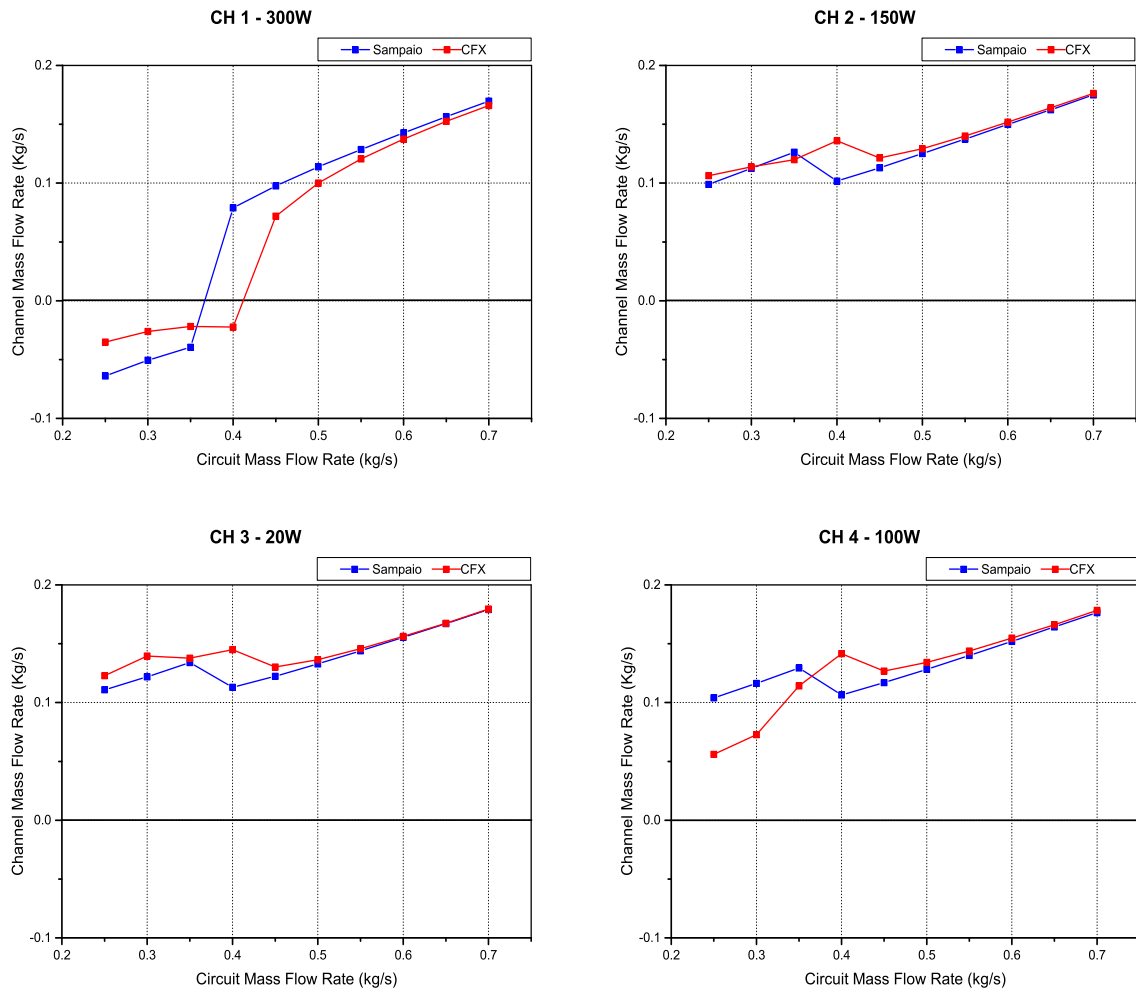 CH 1 - 300W
Sampaio CFX
0.2
0.1
0.0
-0.1
Channel Mass Flow Rate (Kg/s)
0.2 0.3 0.4 0.5 0.6 0.7
Circuit Mass Flow Rate (kg/s)
CH 2 - 150W
Sampaio CFX
0.2
0.1
0.0
-0.1
Channel Mass Flow Rate (Kg/s)
0.2 0.3 0.4 0.5 0.6 0.7
Circuit Mass Flow Rate (kg/s)
CH 3 - 20W
Sampaio CFX
0.2
0.1
0.0
-0.1
Channel Mass Flow Rate (Kg/s)
0.2 0.3 0.4 0.5 0.6 0.7
Circuit Mass Flow Rate (kg/s)
CH 4 - 100W
Sampaio CFX
0.2
0.1
0.0
-0.1
Channel Mass Flow Rate (Kg/s)
0.2 0.3 0.4 0.5 0.6 0.7
Circuit Mass Flow Rate (kg/s)